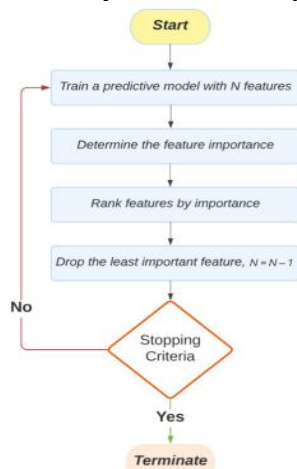 Start
Train a predictive model with N features
Determine the feature importance
Rank features by importance
Drop the least important feature, N = N – 1
No
Stopping
Criteria
Yes
Terminate